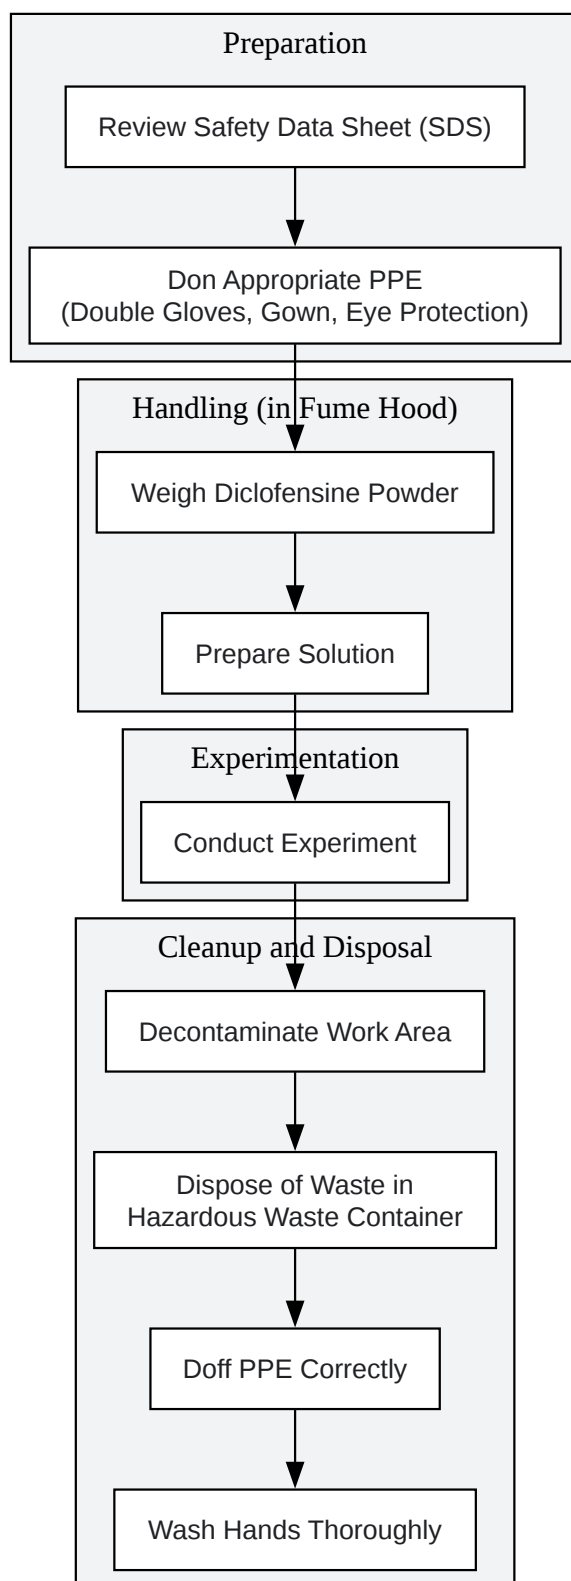 Preparation
Review Safety Data Sheet (SDS)
Don Appropriate PPE
(Double Gloves, Gown, Eye Protection)
Handling (in Fume Hood)
Weigh Diclofensine Powder
Prepare Solution
Experimentation
Conduct Experiment
Cleanup and Disposal
Decontaminate Work Area
Dispose of Waste in
Hazardous Waste Container
Doff PPE Correctly
Wash Hands Thoroughly